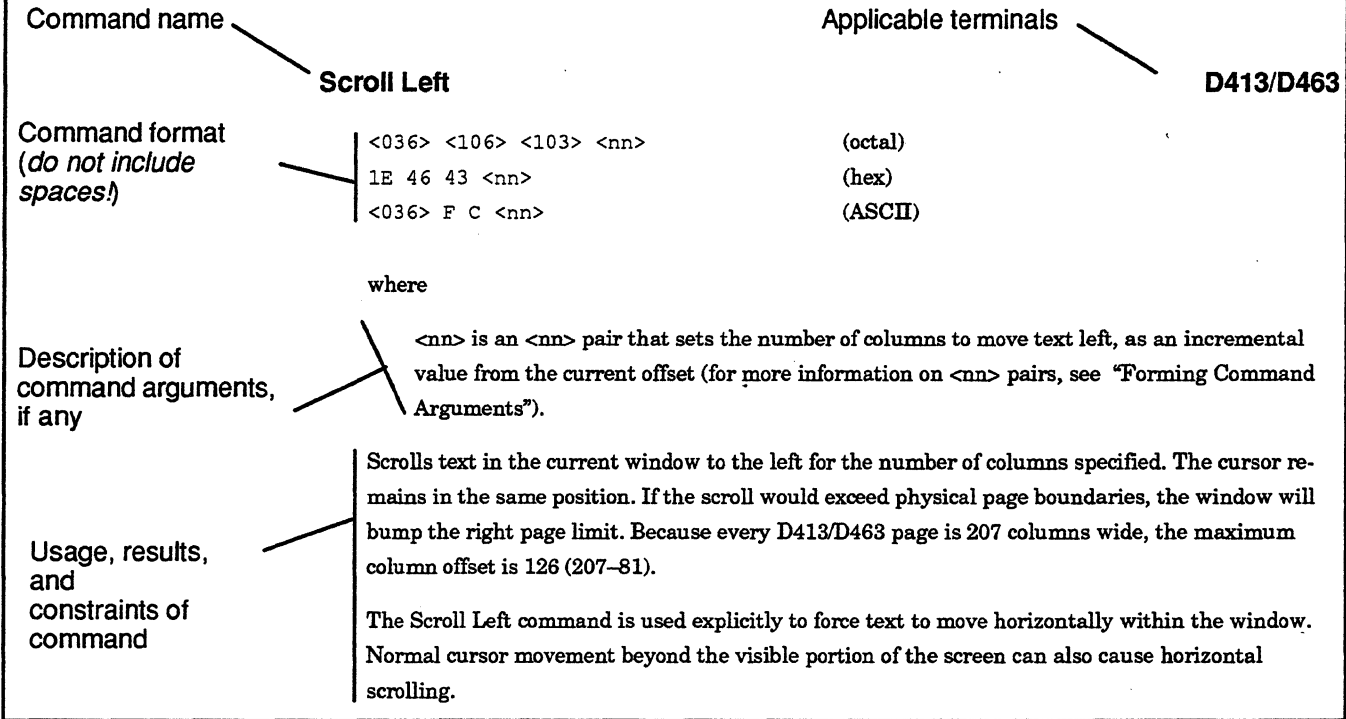 Command name
Applicable terminals
Scroll Left
D413/D463
Command format
(do not include
spaces!)
<036> <106> <103> <nn> (octal)
1E 46 43 <nn> (hex)
<036> F C <nn> (ASCII)
where
Description of
command arguments,
if any
<nn> is an <nn> pair that sets the number of columns to move text left, as an incremental
value from the current offset (for more information on <nn> pairs, see "Forming Command
Arguments").
Usage, results,
and
constraints of
command
Scrolls text in the current window to the left for the number of columns specified. The cursor re-
mains in the same position. If the scroll would exceed physical page boundaries, the window will
bump the right page limit. Because every D413/D463 page is 207 columns wide, the maximum
column offset is 126 (207–81).
The Scroll Left command is used explicitly to force text to move horizontally within the window.
Normal cursor movement beyond the visible portion of the screen can also cause horizontal
scrolling.